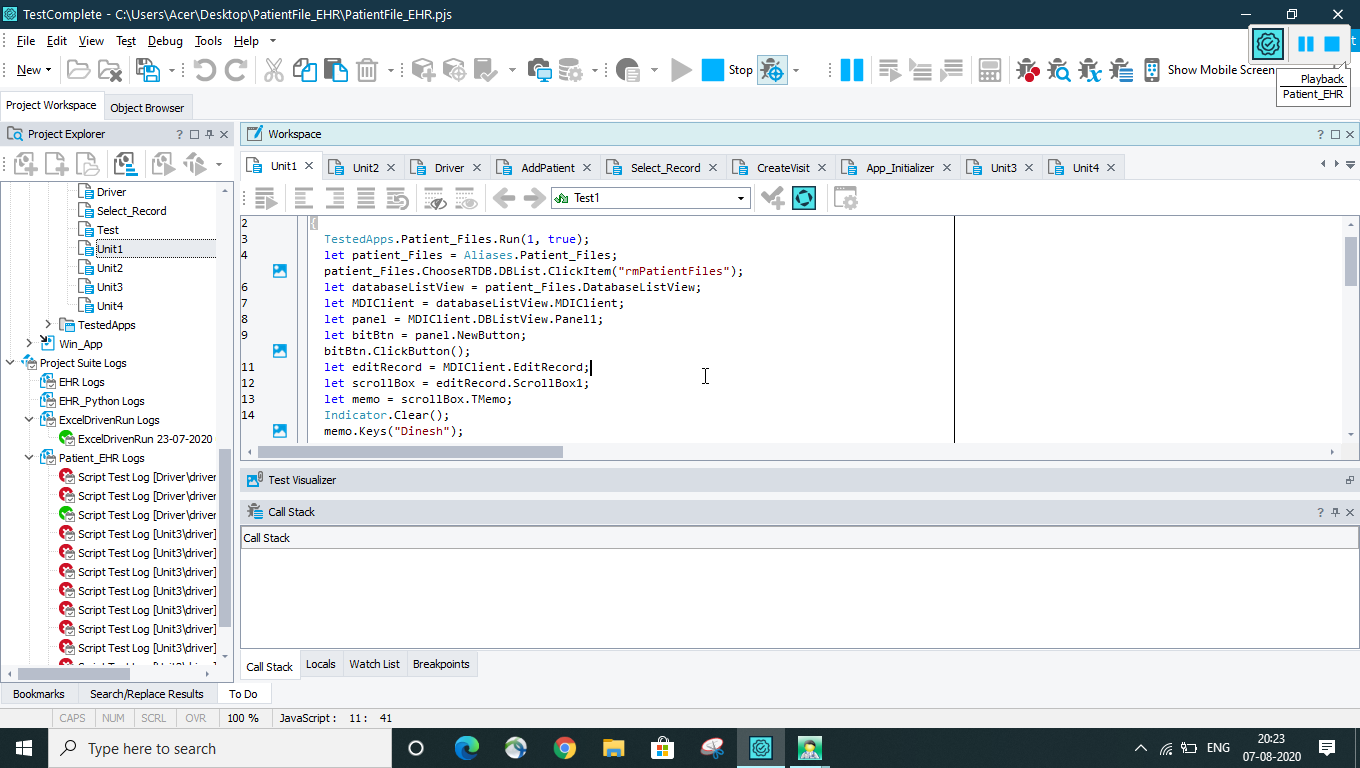 TestComplete - C:\Users\Acer\Desktop\PatientFile_EHR\PatientFile_EHR.pjs
File Edit View Test Debug Tools Help
New Stop Show Mobile Screen
Playback
Patient_EHR
Project Workspace Object Browser
Project Explorer
Workspace
Unit1 Unit2 Driver AddPatient Select_Record CreateVisit App_Initializer Unit3 Unit4
Test1
Driver
Select_Record
Test
Unit1
Unit2
Unit3
Unit4
TestedApps
Win_App
Project Suite Logs
EHR Logs
EHR_Python Logs
ExcelDrivenRun Logs
ExcelDrivenRun 23-07-2020
Patient_EHR Logs
Script Test Log [Driver\driver
Script Test Log [Driver\driver
Script Test Log [Driver\driver
Script Test Log [Unit3\driver]
Script Test Log [Unit3\driver]
Script Test Log [Unit3\driver]
Script Test Log [Unit3\driver]
Script Test Log [Unit3\driver]
Script Test Log [Unit3\driver]
Script Test Log [Unit3\driver]
2 {
3 TestedApps.Patient_Files.Run(1, true);
4 let patient_Files = Aliases.Patient_Files;
patient_Files.ChooseRTDB.DBList.ClickItem("rmPatientFiles");
6 let databaseListView = patient_Files.DatabaseListView;
7 let MDIClient = databaseListView.MDIClient;
8 let panel = MDIClient.DBListView.Panel1;
9 let bitBtn = panel.NewButton;
bitBtn.ClickButton();
11 let editRecord = MDIClient.EditRecord;
12 let scrollBox = editRecord.ScrollBox1;
13 let memo = scrollBox.TMemo;
14 Indicator.Clear();
memo.Keys("Dinesh");
Test Visualizer
Call Stack
Call Stack
Call Stack Locals Watch List Breakpoints
Bookmarks Search/Replace Results To Do
CAPS NUM SCRL OVR 100 % JavaScript : 11: 41
Type here to search
ENG
20:23
07-08-2020